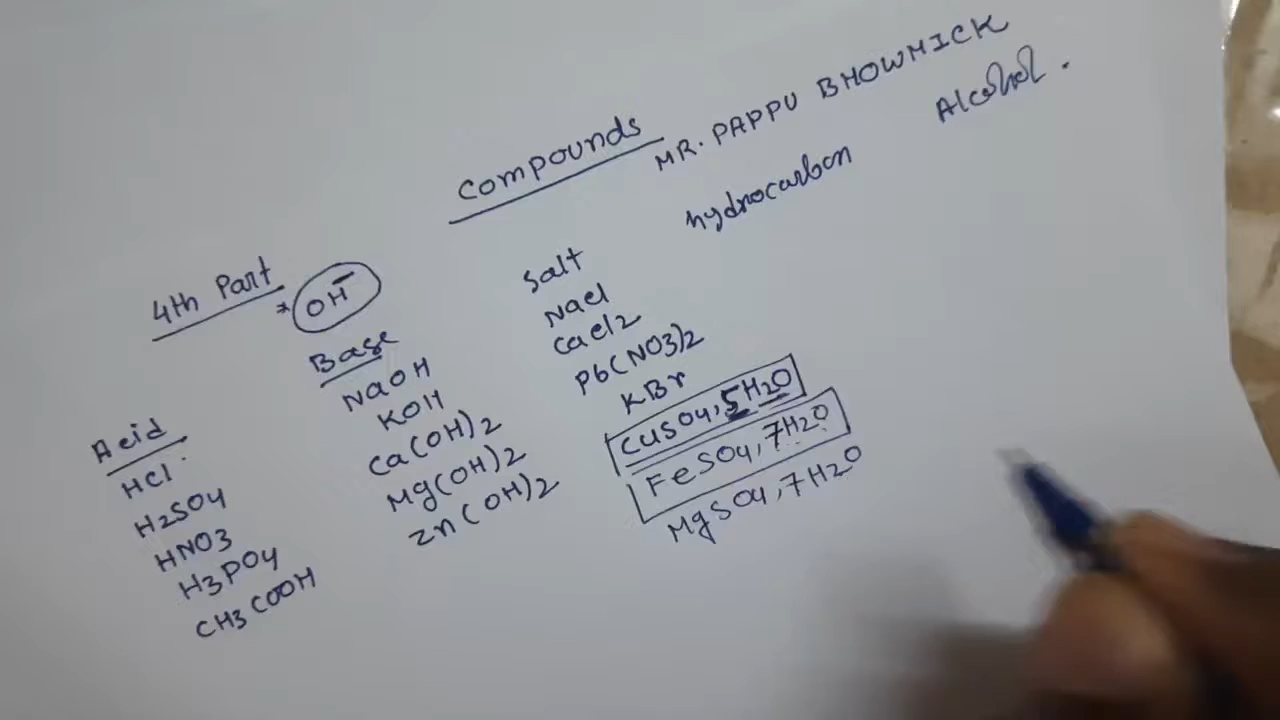 Compounds
MR. PAPPU BHOWMICK
4th Part
* OH-
Acid
HCl.
H2SO4
HNO3
H3PO4
CH3COOH
Base
NaOH
KOH
Ca(OH)2
Mg(OH)2
Zn(OH)2
Salt
NaCl
CaCl2
Pb(NO3)2
KBr
CuSO4, 5H2O
FeSO4, 7H2O
MgSO4, 7H2O
hydrocarbon
Alcohol.